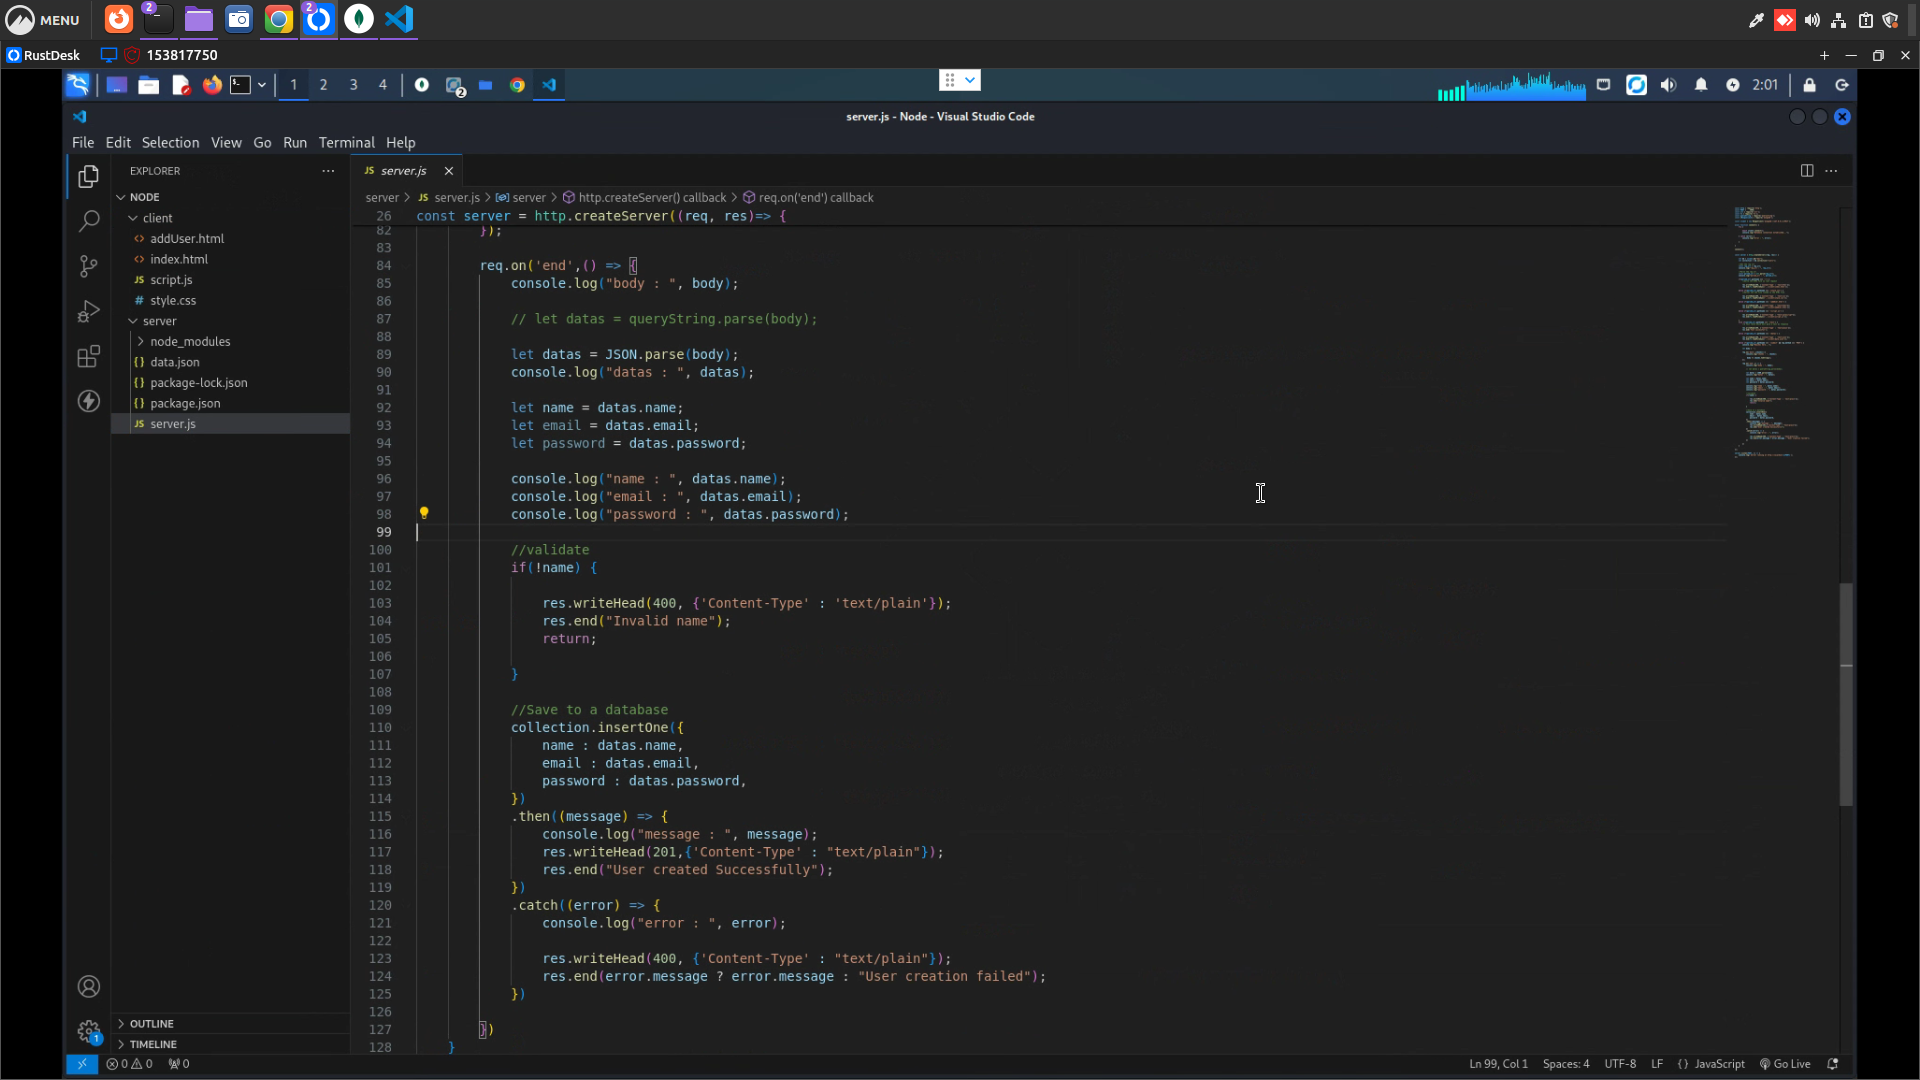 MENU
2
2
RustDesk
153817750
1
2
3
4
2
2:01
server.js - Node - Visual Studio Code
File Edit Selection View Go Run Terminal Help
EXPLORER
NODE
client
addUser.html
index.html
script.js
style.css
server
node_modules
data.json
package-lock.json
package.json
server.js
OUTLINE
TIMELINE
JS server.js
server > JS server.js > server > http.createServer() callback > req.on('end') callback
26 const server = http.createServer((req, res)=> {
82 });
83
84 req.on('end',() => {
85 console.log("body : ", body);
86
87 // let datas = queryString.parse(body);
88
89 let datas = JSON.parse(body);
90 console.log("datas : ", datas);
91
92 let name = datas.name;
93 let email = datas.email;
94 let password = datas.password;
95
96 console.log("name : ", datas.name);
97 console.log("email : ", datas.email);
98 console.log("password : ", datas.password);
99
100 //validate
101 if(!name) {
102
103 res.writeHead(400, {'Content-Type' : 'text/plain'});
104 res.end("Invalid name");
105 return;
106
107 }
108
109 //Save to a database
110 collection.insertOne({
111 name : datas.name,
112 email : datas.email,
113 password : datas.password,
114 })
115 .then((message) => {
116 console.log("message : ", message);
117 res.writeHead(201,{'Content-Type' : "text/plain"});
118 res.end("User created Successfully");
119 })
120 .catch((error) => {
121 console.log("error : ", error);
122
123 res.writeHead(400, {'Content-Type' : "text/plain"});
124 res.end(error.message ? error.message : "User creation failed");
125 })
126
127 })
128 }
1
0 0 0
Ln 99, Col 1 Spaces: 4 UTF-8 LF {} JavaScript Go Live